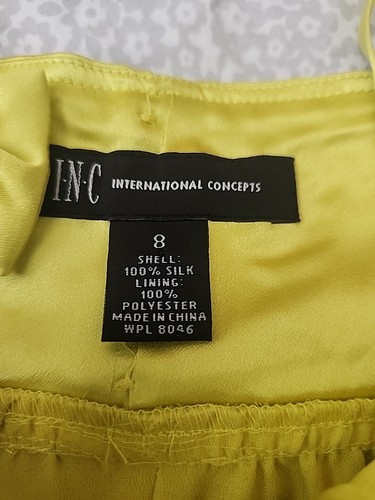 I·N·C INTERNATIONAL CONCEPTS
8
SHELL:
100% SILK
LINING:
100%
POLYESTER
MADE IN CHINA
WPL 8046